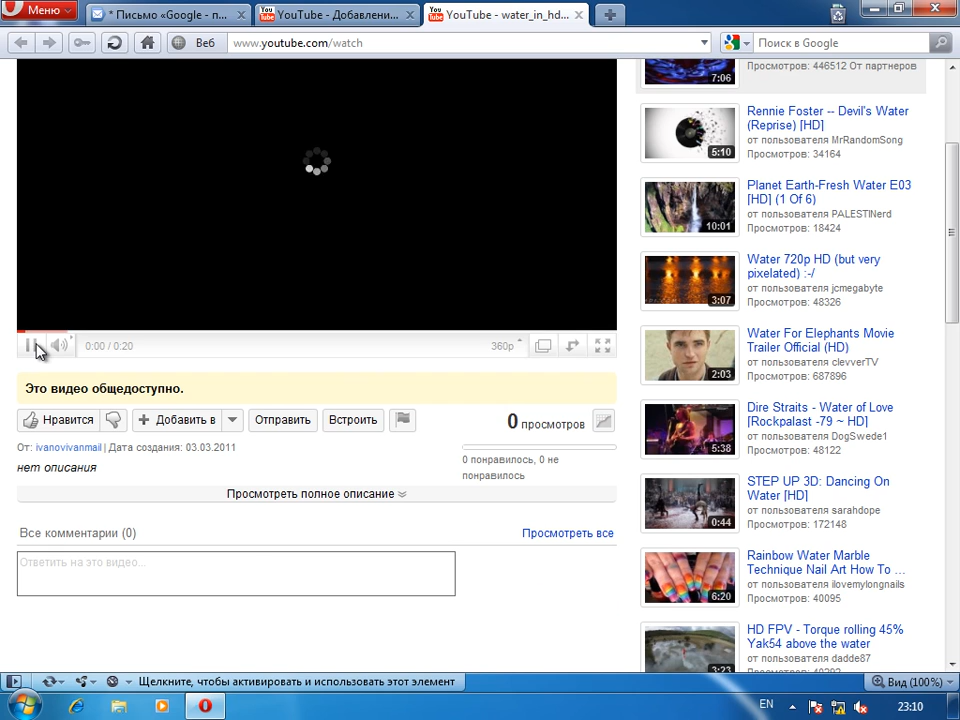 Меню
* Письмо «Google - п...
YouTube - Добавлени...
YouTube - water_in_hd...
Веб
www.youtube.com/watch
Поиск в Google
7:06
Просмотров: 446512 От партнеров
5:10
Rennie Foster -- Devil's Water
(Reprise) [HD]
от пользователя MrRandomSong
Просмотров: 34164
10:01
Planet Earth-Fresh Water E03
[HD] (1 Of 6)
от пользователя PALESTINerd
Просмотров: 18424
3:07
Water 720p HD (but very
pixelated) :-/
от пользователя jcmegabyte
Просмотров: 48326
2:03
Water For Elephants Movie
Trailer Official (HD)
от пользователя clevverTV
Просмотров: 687896
5:38
Dire Straits - Water of Love
[Rockpalast -79 ~ HD]
от пользователя DogSwede1
Просмотров: 48122
0:44
STEP UP 3D: Dancing On
Water [HD]
от пользователя sarahdope
Просмотров: 172148
6:20
Rainbow Water Marble
Technique Nail Art How To ...
от пользователя ilovemylongnails
Просмотров: 40095
3:23
HD FPV - Torque rolling 45%
Yak54 above the water
от пользователя dadde87
0:00 / 0:20
360p
Это видео общедоступно.
Нравится
Добавить в
Отправить
Встроить
0 просмотров
От: ivanovivanmail | Дата создания: 03.03.2011
нет описания
0 понравилось, 0 не
понравилось
Просмотреть полное описание
Все комментарии (0)
Просмотреть все
Ответить на это видео...
Щелкните, чтобы активировать и использовать этот элемент
Вид (100%)
EN
23:10